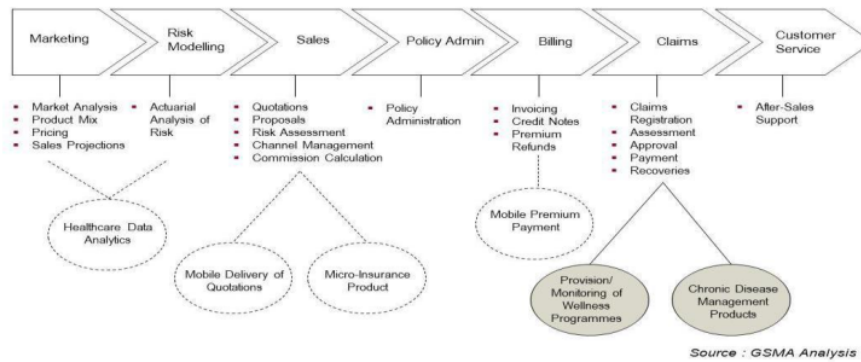 Marketing
Risk
Modelling
Sales
Policy Admin
Billing
Claims
Customer
Service
Market Analysis
Product Mix
Pricing
Sales Projections
Actuarial
Analysis of
Risk
Quotations
Proposals
Risk Assessment
Channel Management
Commission Calculation
Policy
Administration
Invoicing
Credit Notes
Premium
Refunds
Claims
Registration
Assessment
Approval
Payment
Recoveries
After-Sales
Support
Healthcare Data
Analytics
Mobile Delivery of
Quotations
Micro-Insurance
Product
Mobile Premium
Payment
Provision/
Monitoring of
Wellness
Programmes
Chronic Disease
Management
Products
Source : GSMA Analysis